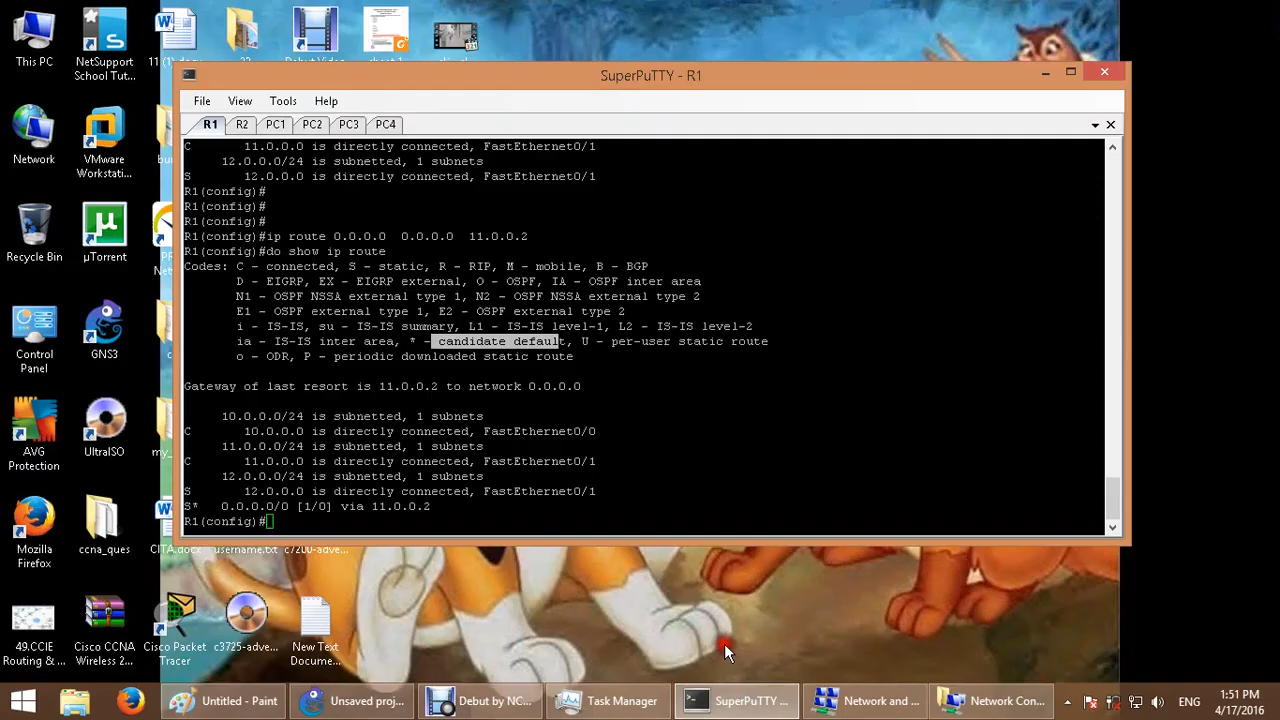 This PC
NetSupport
School Tut...
SuperPuTTY - R1
File View Tools Help
R1 R2 PC1 PC2 PC3 PC4
C       11.0.0.0 is directly connected, FastEthernet0/1
     12.0.0.0/24 is subnetted, 1 subnets
S       12.0.0.0 is directly connected, FastEthernet0/1
R1(config)#
R1(config)#
R1(config)#
R1(config)#ip route 0.0.0.0  0.0.0.0  11.0.0.2
R1(config)#do show ip route
Codes: C - connected, S - static, R - RIP, M - mobile, B - BGP
       D - EIGRP, EX - EIGRP external, O - OSPF, IA - OSPF inter area
       N1 - OSPF NSSA external type 1, N2 - OSPF NSSA external type 2
       E1 - OSPF external type 1, E2 - OSPF external type 2
       i - IS-IS, su - IS-IS summary, L1 - IS-IS level-1, L2 - IS-IS level-2
       ia - IS-IS inter area, * - candidate default, U - per-user static route
       o - ODR, P - periodic downloaded static route
Gateway of last resort is 11.0.0.2 to network 0.0.0.0
     10.0.0.0/24 is subnetted, 1 subnets
C       10.0.0.0 is directly connected, FastEthernet0/0
     11.0.0.0/24 is subnetted, 1 subnets
C       11.0.0.0 is directly connected, FastEthernet0/1
     12.0.0.0/24 is subnetted, 1 subnets
S       12.0.0.0 is directly connected, FastEthernet0/1
S*   0.0.0.0/0 [1/0] via 11.0.0.2
R1(config)#
Network
VMware
Workstati...
Recycle Bin
µTorrent
Control
Panel
GNS3
AVG
Protection
UltraISO
Mozilla
Firefox
ccna_ques
CITA.docx
username.txt
c7200-adve...
49.CCIE
Routing & ...
Cisco CCNA
Wireless 2...
Cisco Packet
Tracer
c3725-adve...
New Text
Docume...
Untitled - Paint
Unsaved proj...
Debut by NC...
Task Manager
SuperPuTTY ...
Network and ...
Network Con...
1:51 PM
4/17/2016